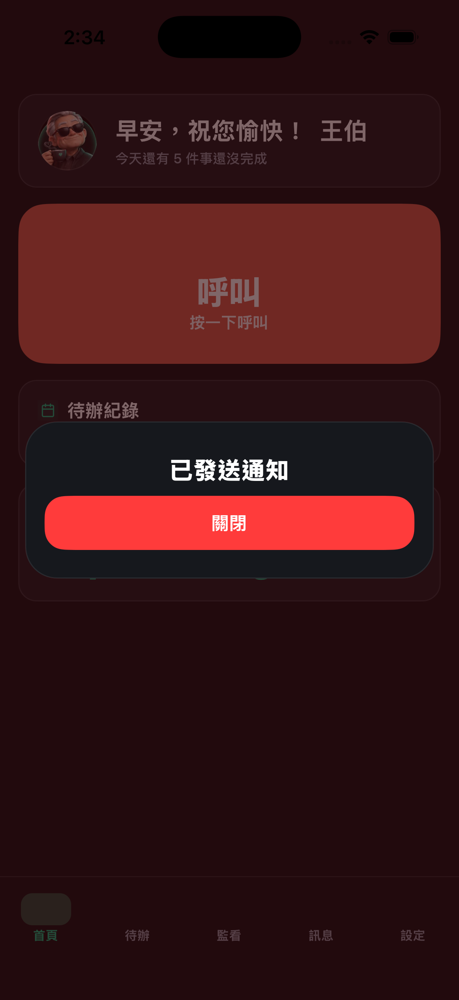 2:34
早安，祝您愉快！ 王伯
今天還有 5 件事還沒完成
呼叫
按一下呼叫
待辦紀錄
已發送通知
關閉
首頁
待辦
監看
訊息
設定